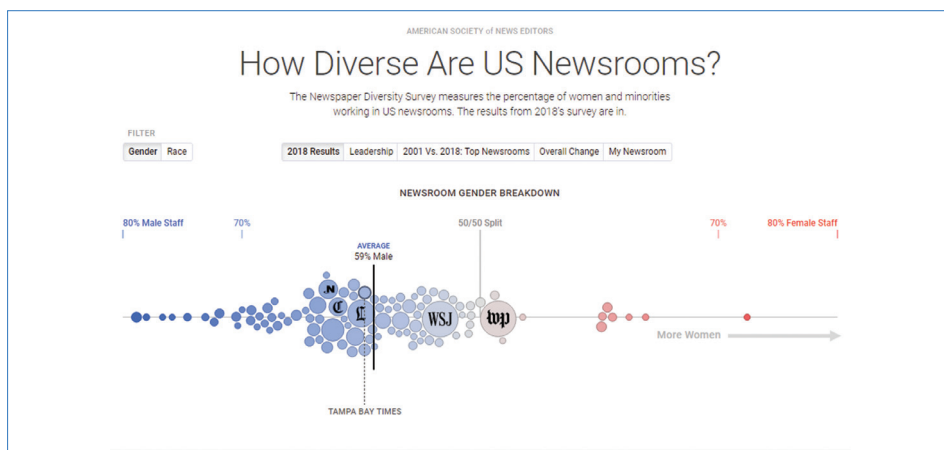 AMERICAN SOCIETY of NEWS EDITORS
How Diverse Are US Newsrooms?
The Newspaper Diversity Survey measures the percentage of women and minorities
working in US newsrooms. The results from 2018's survey are in.
FILTER
Gender Race
2018 Results Leadership 2001 Vs. 2018: Top Newsrooms Overall Change My Newsroom
NEWSROOM GENDER BREAKDOWN
80% Male Staff 70% 50/50 Split 70% 80% Female Staff
AVERAGE
59% Male
.N
C
L
WSJ
wp
More Women
TAMPA BAY TIMES